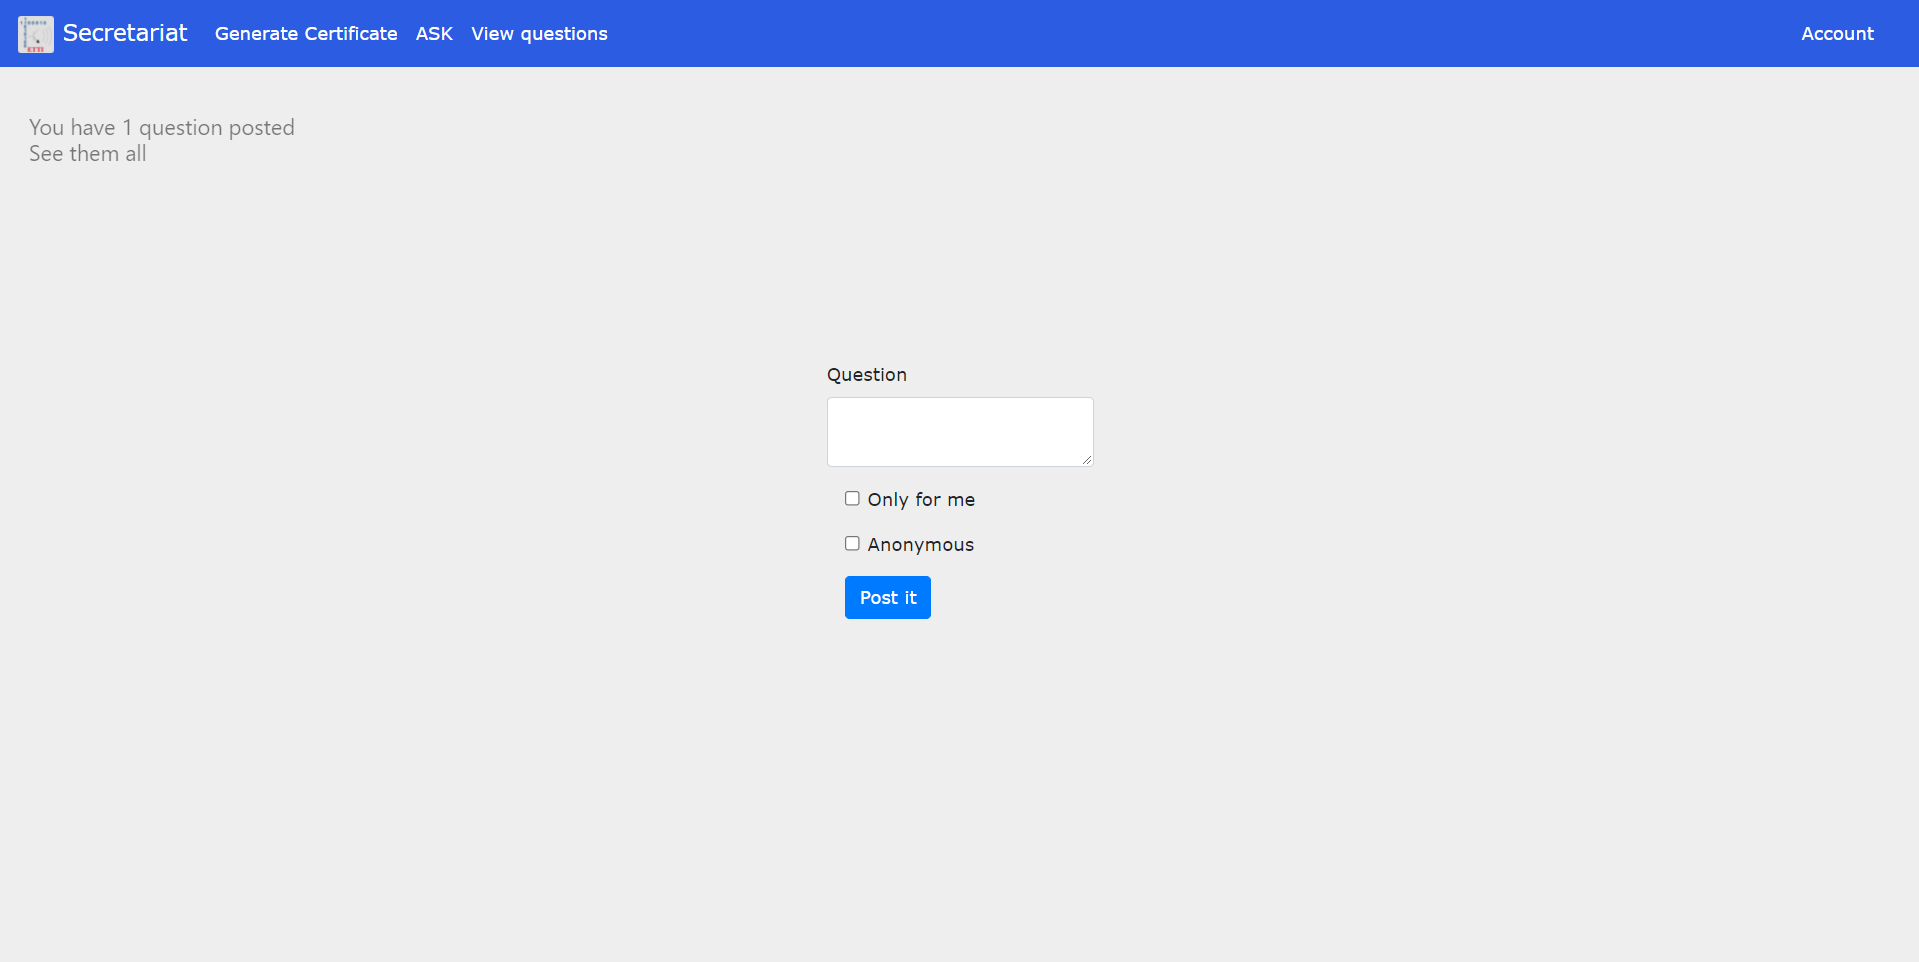 Secretariat Generate Certificate ASK View questions Account
You have 1 question posted
See them all
Question
Only for me
Anonymous
Post it